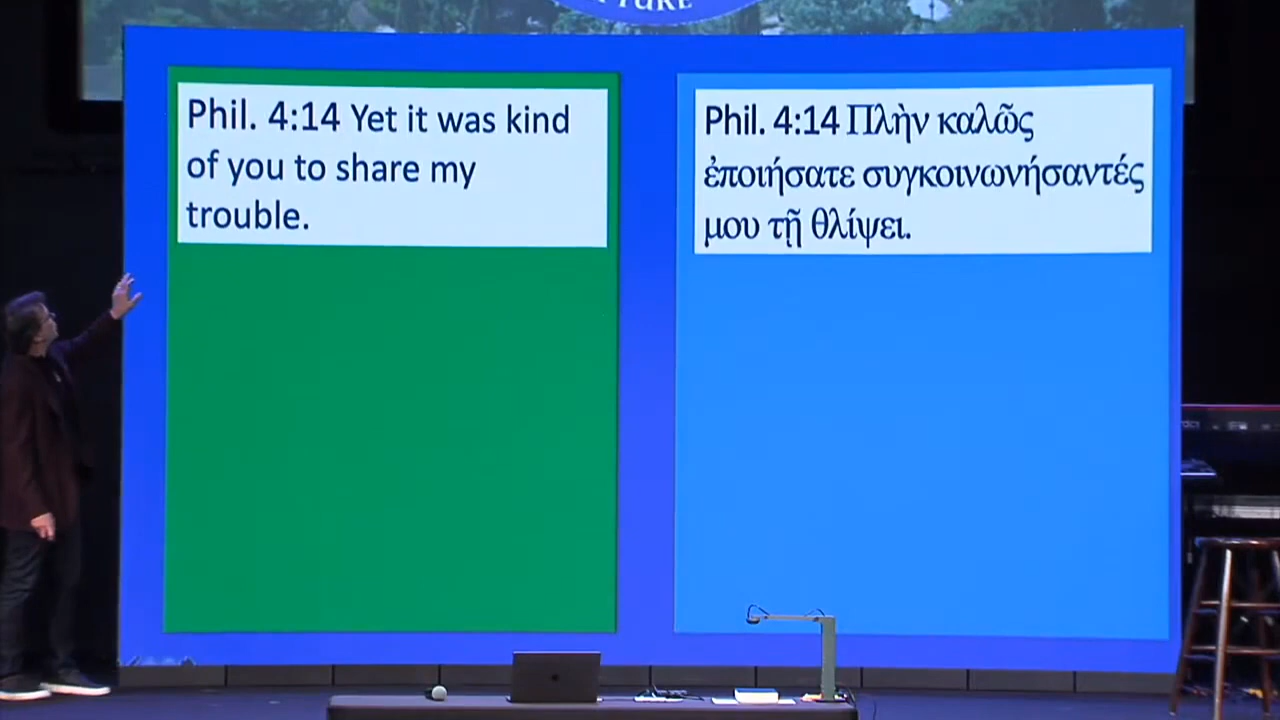 Phil. 4:14 Yet it was kind
of you to share my
trouble.
Phil. 4:14 Πλὴν καλῶς
ἐποιήσατε συγκοινωνήσαντές
μου τῇ θλίψει.